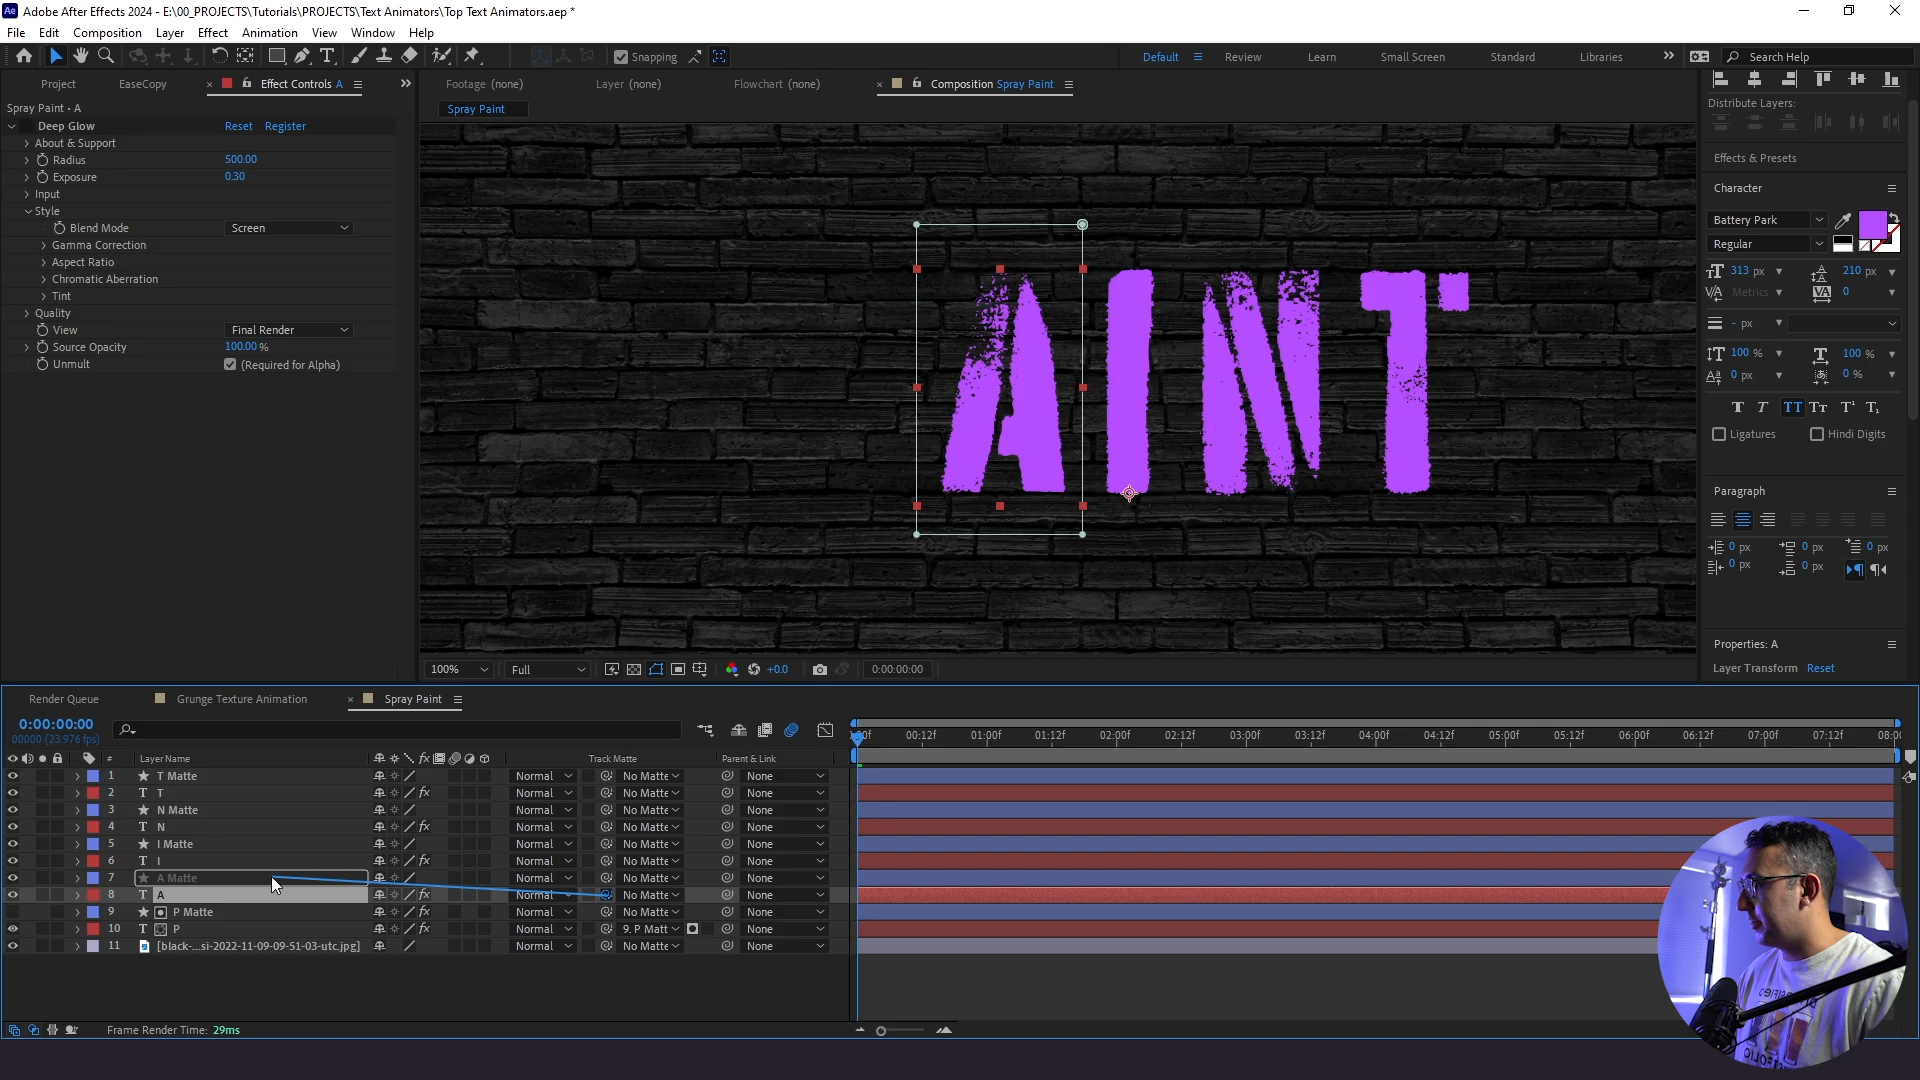 Adobe After Effects 2024 - E:\00_PROJECTS\Tutorials\PROJECTS\Text Animators\Top Text Animators.aep *
File Edit Composition Layer Effect Animation View Window Help
Snapping
Default Review Learn Small Screen Standard Libraries
Search Help
Project EaseCopy Effect Controls A
Spray Paint • A
Deep Glow Reset Register
About & Support
Radius 500.00
Exposure 0.30
Input
Style
Blend Mode Screen
Gamma Correction
Aspect Ratio
Chromatic Aberration
Tint
Quality
View Final Render
Source Opacity 100.00 %
Unmult (Required for Alpha)
Footage (none) Layer (none) Flowchart (none) Composition Spray Paint
Spray Paint
AINT
100% Full +0.0 0:00:00:00
Distribute Layers:
Effects & Presets
Character
Battery Park
Regular
313 px 210 px
Metrics 0
- px
100 % 100 %
0 px 0 %
Ligatures Hindi Digits
Paragraph
0 px 0 px 0 px
0 px 0 px
Properties: A
Layer Transform Reset
Render Queue Grunge Texture Animation Spray Paint
0:00:00:00
00000 (23.976 fps)
# Layer Name Track Matte Parent & Link
00:12f 01:00f 01:12f 02:00f 02:12f 03:00f 03:12f 04:00f 04:12f 05:00f 05:12f 06:00f 06:12f 07:00f 07:12f 08:00
1 T Matte Normal No Matte None
2 T T Normal No Matte None
3 N Matte Normal No Matte None
4 T N Normal No Matte None
5 I Matte Normal No Matte None
6 T I Normal No Matte None
7 A Matte Normal No Matte None
8 T A Normal No Matte None
9 P Matte Normal No Matte None
10 T P Normal 9. P Matt None
11 [black-...si-2022-11-09-09-51-03-utc.jpg] Normal No Matte None
Frame Render Time: 29ms